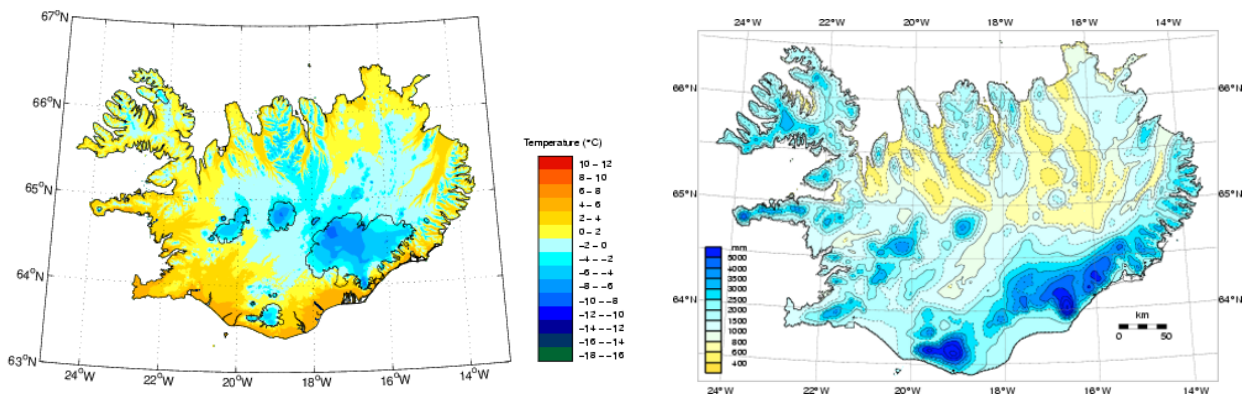 67°N
66°N
65°N
64°N
63°N
24°W 22°W 20°W 18°W 16°W 14°W
Temperature (°C)
10 – 12
8 – 10
6 – 8
4 – 6
2 – 4
0 – 2
-2 – 0
-4 – -2
-6 – -4
-8 – -6
-10 – -8
-12 – -10
-14 – -12
-16 – -14
-18 – -16
24°W 22°W 20°W 18°W 16°W 14°W
66°N 66°N
65°N 65°N
64°N 64°N
mm
5000
4000
3000
2500
2000
1500
1000
800
600
400
km
0 50
24°W 22°W 20°W 18°W 16°W 14°W